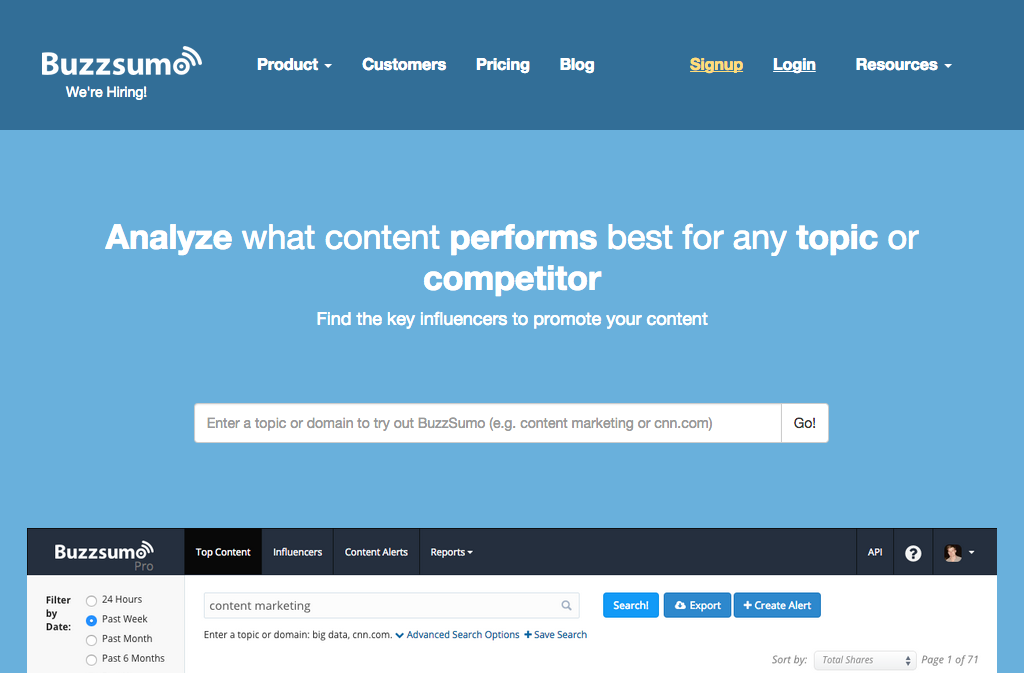 Buzzsumo
We're Hiring!
Product
Customers
Pricing
Blog
Signup
Login
Resources
Analyze what content performs best for any topic or
competitor
Find the key influencers to promote your content
Enter a topic or domain to try out BuzzSumo (e.g. content marketing or cnn.com)
Go!
Buzzsumo
Pro
Top Content
Influencers
Content Alerts
Reports
API
?
Filter
by
Date:
24 Hours
Past Week
Past Month
Past 6 Months
content marketing
Search!
Export
+ Create Alert
Enter a topic or domain: big data, cnn.com. Advanced Search Options + Save Search
Sort by: Total Shares Page 1 of 71